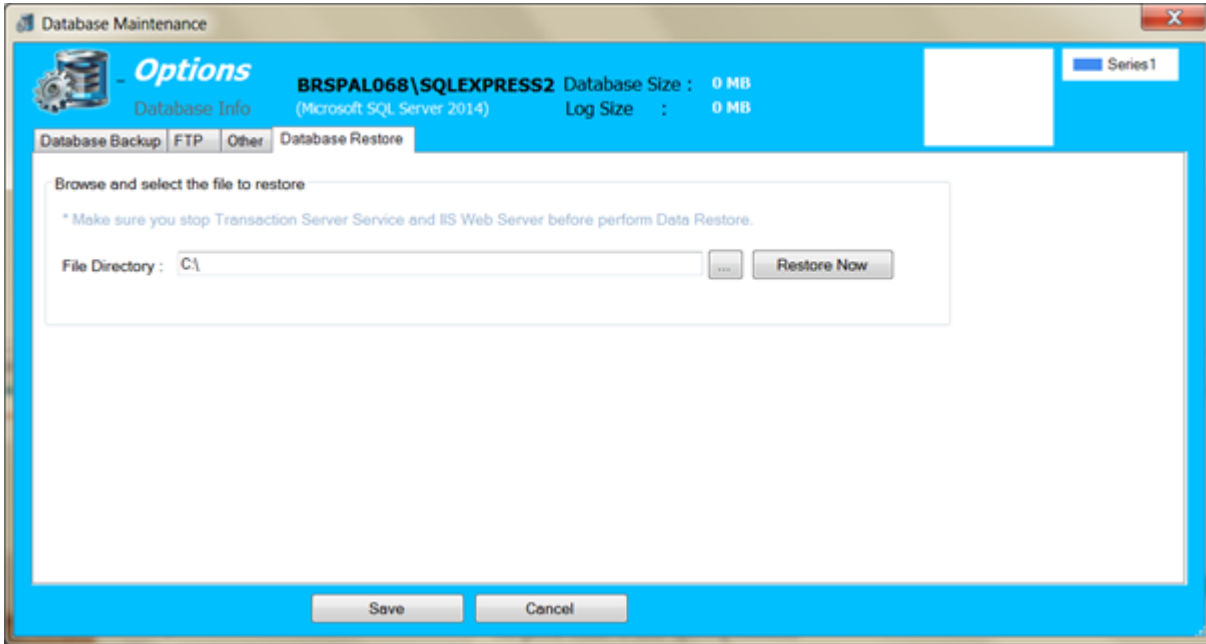 Database Maintenance
Options
Database Info
BRSPAL068\SQLEXPRESS2 Database Size : 0 MB
(Microsoft SQL Server 2014) Log Size : 0 MB
Series1
Database Backup FTP Other Database Restore
Browse and select the file to restore
* Make sure you stop Transaction Server Service and IIS Web Server before perform Data Restore.
File Directory : C:\ ... Restore Now
Save Cancel